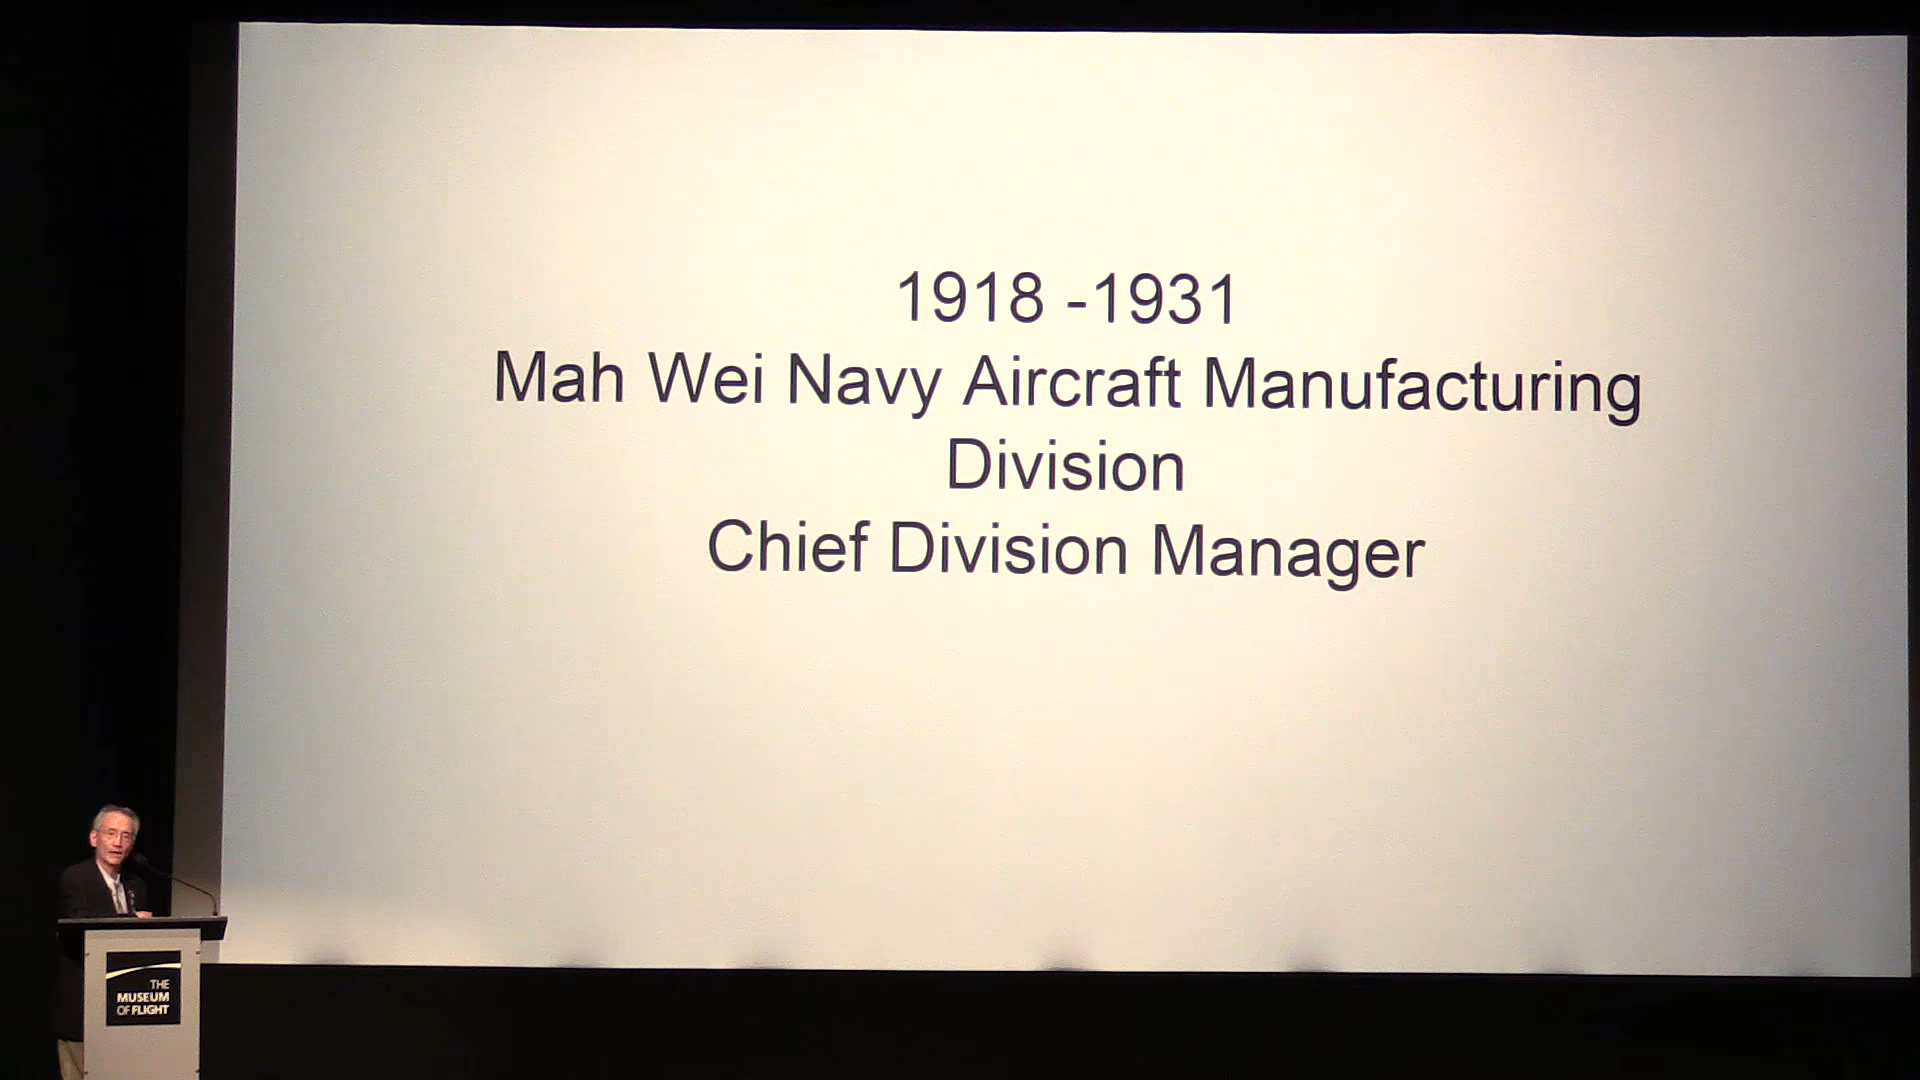 1918 -1931
Mah Wei Navy Aircraft Manufacturing
Division
Chief Division Manager
THE
MUSEUM
OF FLIGHT